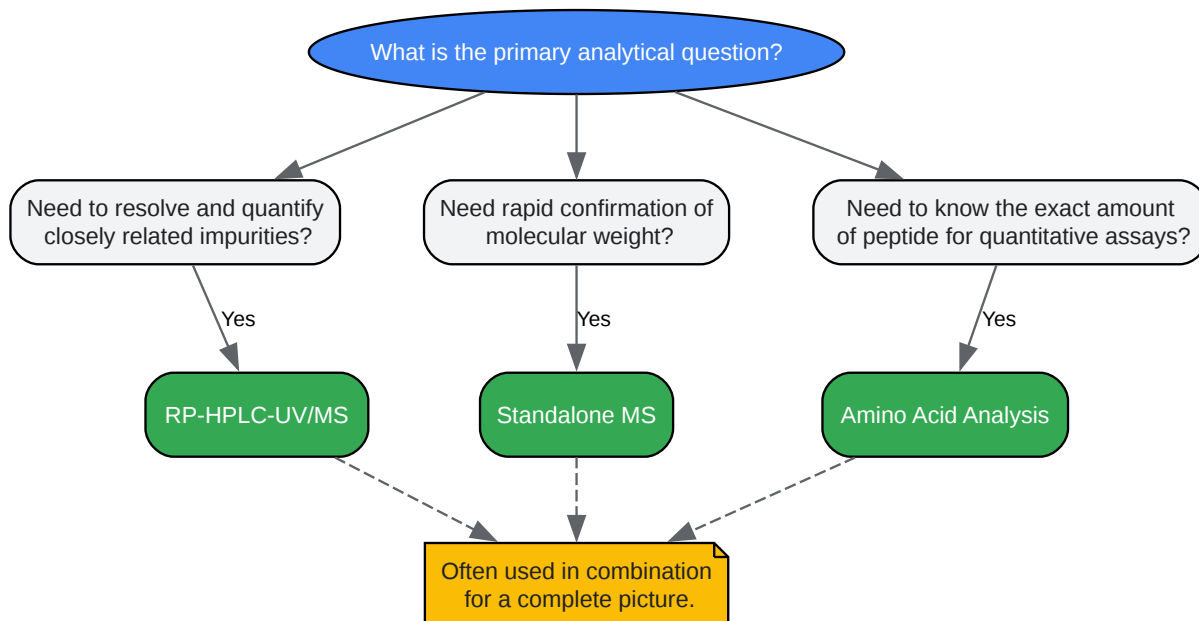 What is the primary analytical question?
Need to resolve and quantify
closely related impurities?
Need rapid confirmation of
molecular weight?
Need to know the exact amount
of peptide for quantitative assays?
Yes
Yes
Yes
RP-HPLC-UV/MS
Standalone MS
Amino Acid Analysis
Often used in combination
for a complete picture.